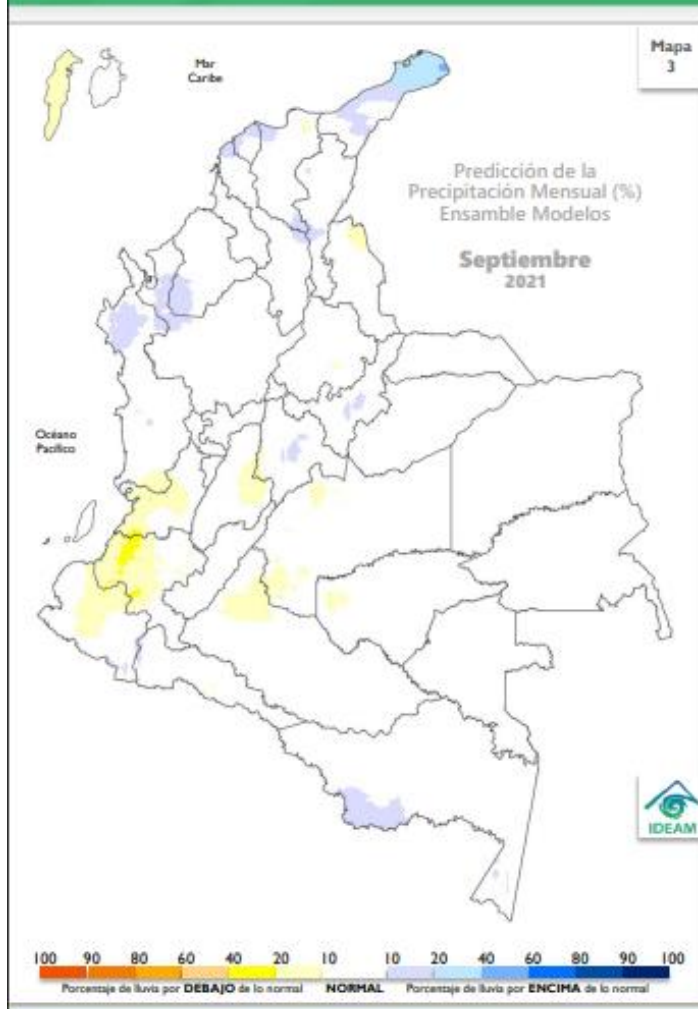 Mapa
3
Mar
Caribe
Predicción de la
Precipitación Mensual (%)
Ensamble Modelos
Septiembre
2021
Océano
Pacífico
IDEAM
100 90 80 60 40 20 10 10 20 40 60 80 90 100
Porcentaje de lluvia por DEBAJO de lo normal NORMAL Porcentaje de lluvia por ENCIMA de lo normal